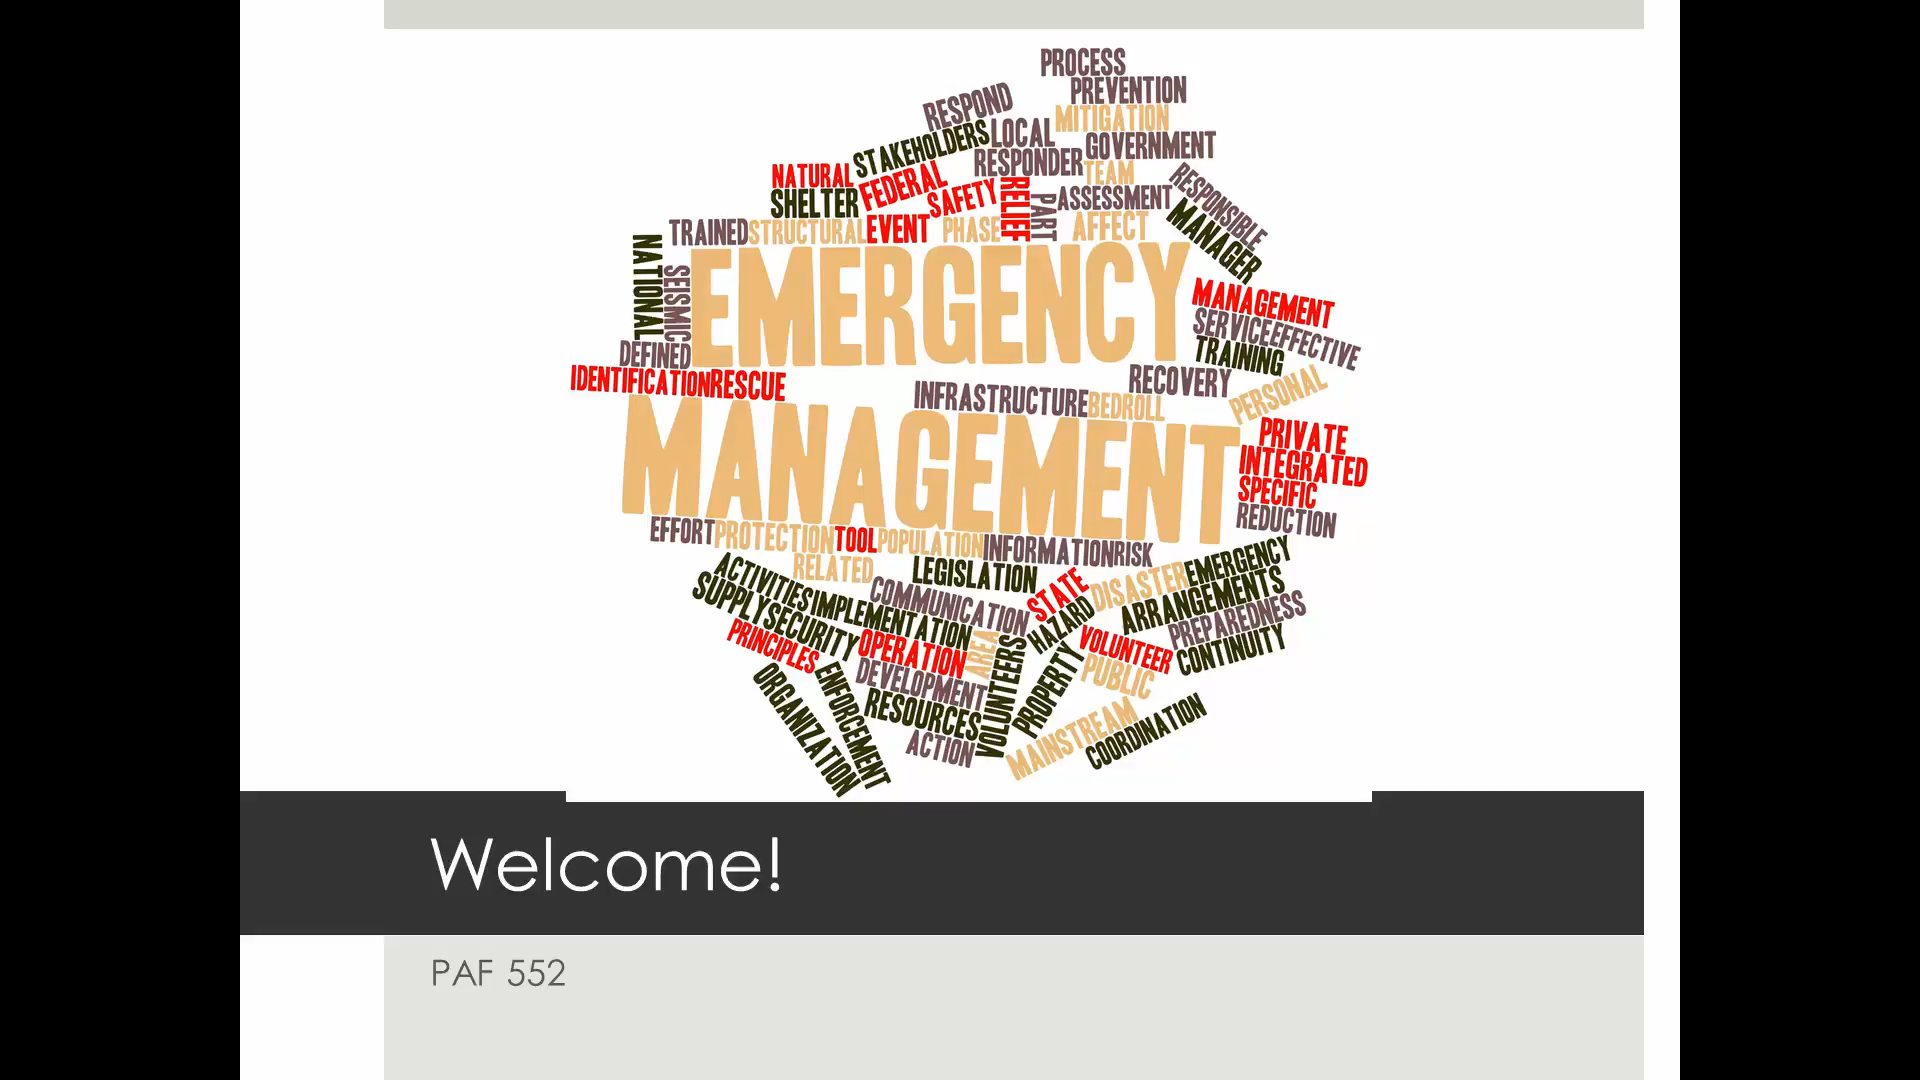 PROCESS
PREVENTION
RESPOND
MITIGATION
STAKEHOLDERS
LOCAL
GOVERNMENT
RESPONDER
TEAM
NATURAL
FEDERAL
SAFETY
RELIEF
PART
ASSESSMENT
RESPONSIBLE
SHELTER
MANAGER
TRAINED
STRUCTURAL
EVENT
PHASE
AFFECT
NATIONAL
SEISMIC
EMERGENCY
MANAGEMENT
SERVICE
EFFECTIVE
TRAINING
DEFINED
IDENTIFICATION
RESCUE
RECOVERY
INFRASTRUCTURE
BEDROLL
PERSONAL
MANAGEMENT
PRIVATE
INTEGRATED
SPECIFIC
REDUCTION
EFFORT
PROTECTION
TOOL
POPULATION
INFORMATION
RISK
RELATED
LEGISLATION
ACTIVITIES
IMPLEMENTATION
COMMUNICATION
STATE
DISASTER
EMERGENCY
ARRANGEMENTS
SUPPLY
SECURITY
HAZARD
PREPAREDNESS
PRINCIPLES
OPERATION
AREA
VOLUNTEER
CONTINUITY
DEVELOPMENT
VOLUNTEERS
PROPERTY
PUBLIC
ORGANIZATION
ENFORCEMENT
RESOURCES
ACTION
MAINSTREAM
COORDINATION
Welcome!
PAF 552